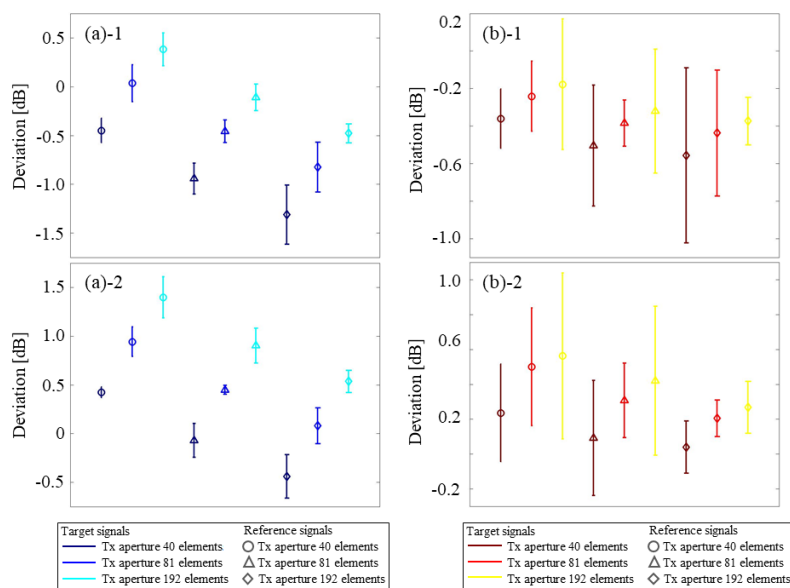 (a)-1
Deviation [dB]
0.5
0
-0.5
-1.0
-1.5
(b)-1
Deviation [dB]
0.2
-0.2
-0.6
-1.0
(a)-2
Deviation [dB]
1.5
1.0
0.5
0
-0.5
(b)-2
Deviation [dB]
1.0
0.6
0.2
-0.2
Target signals
Tx aperture 40 elements
Tx aperture 81 elements
Tx aperture 192 elements
Reference signals
Tx aperture 40 elements
Tx aperture 81 elements
Tx aperture 192 elements
Target signals
Tx aperture 40 elements
Tx aperture 81 elements
Tx aperture 192 elements
Reference signals
Tx aperture 40 elements
Tx aperture 81 elements
Tx aperture 192 elements